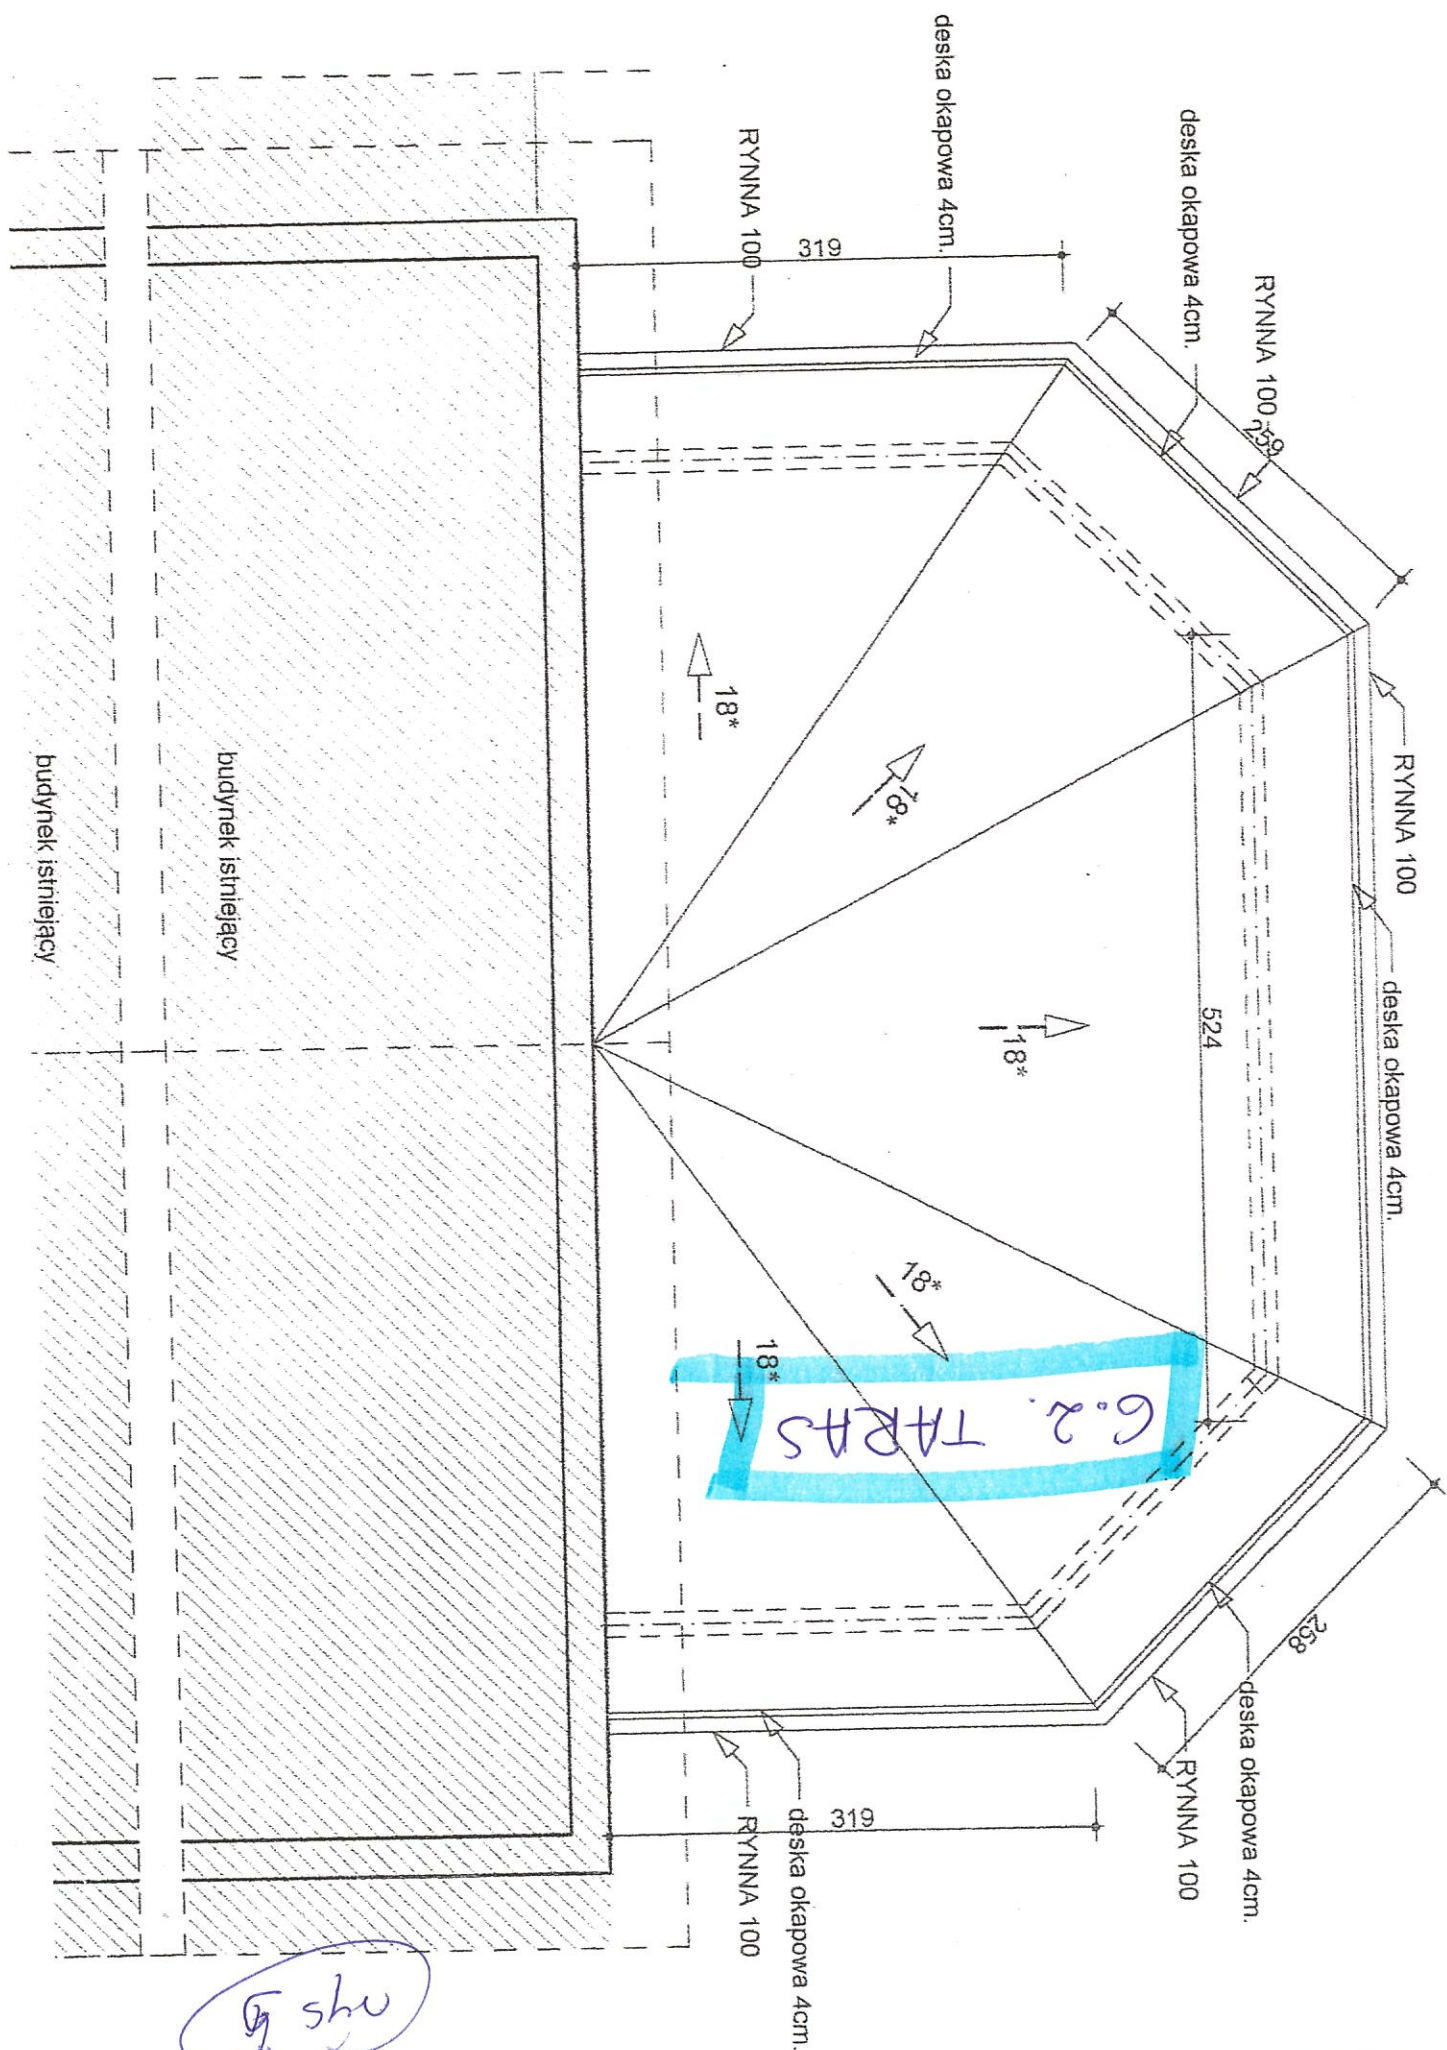 deska okapowa 4cm.
RYNNA 100
319
deska okapowa 4cm.
RYNNA 100
259
RYNNA 100
deska okapowa 4cm.
524
18*
18*
18*
18*
18*
6.2. TARAS
258
deska okapowa 4cm.
RYNNA 100
319
deska okapowa 4cm.
RYNNA 100
budynek istniejący
budynek istniejący
rys